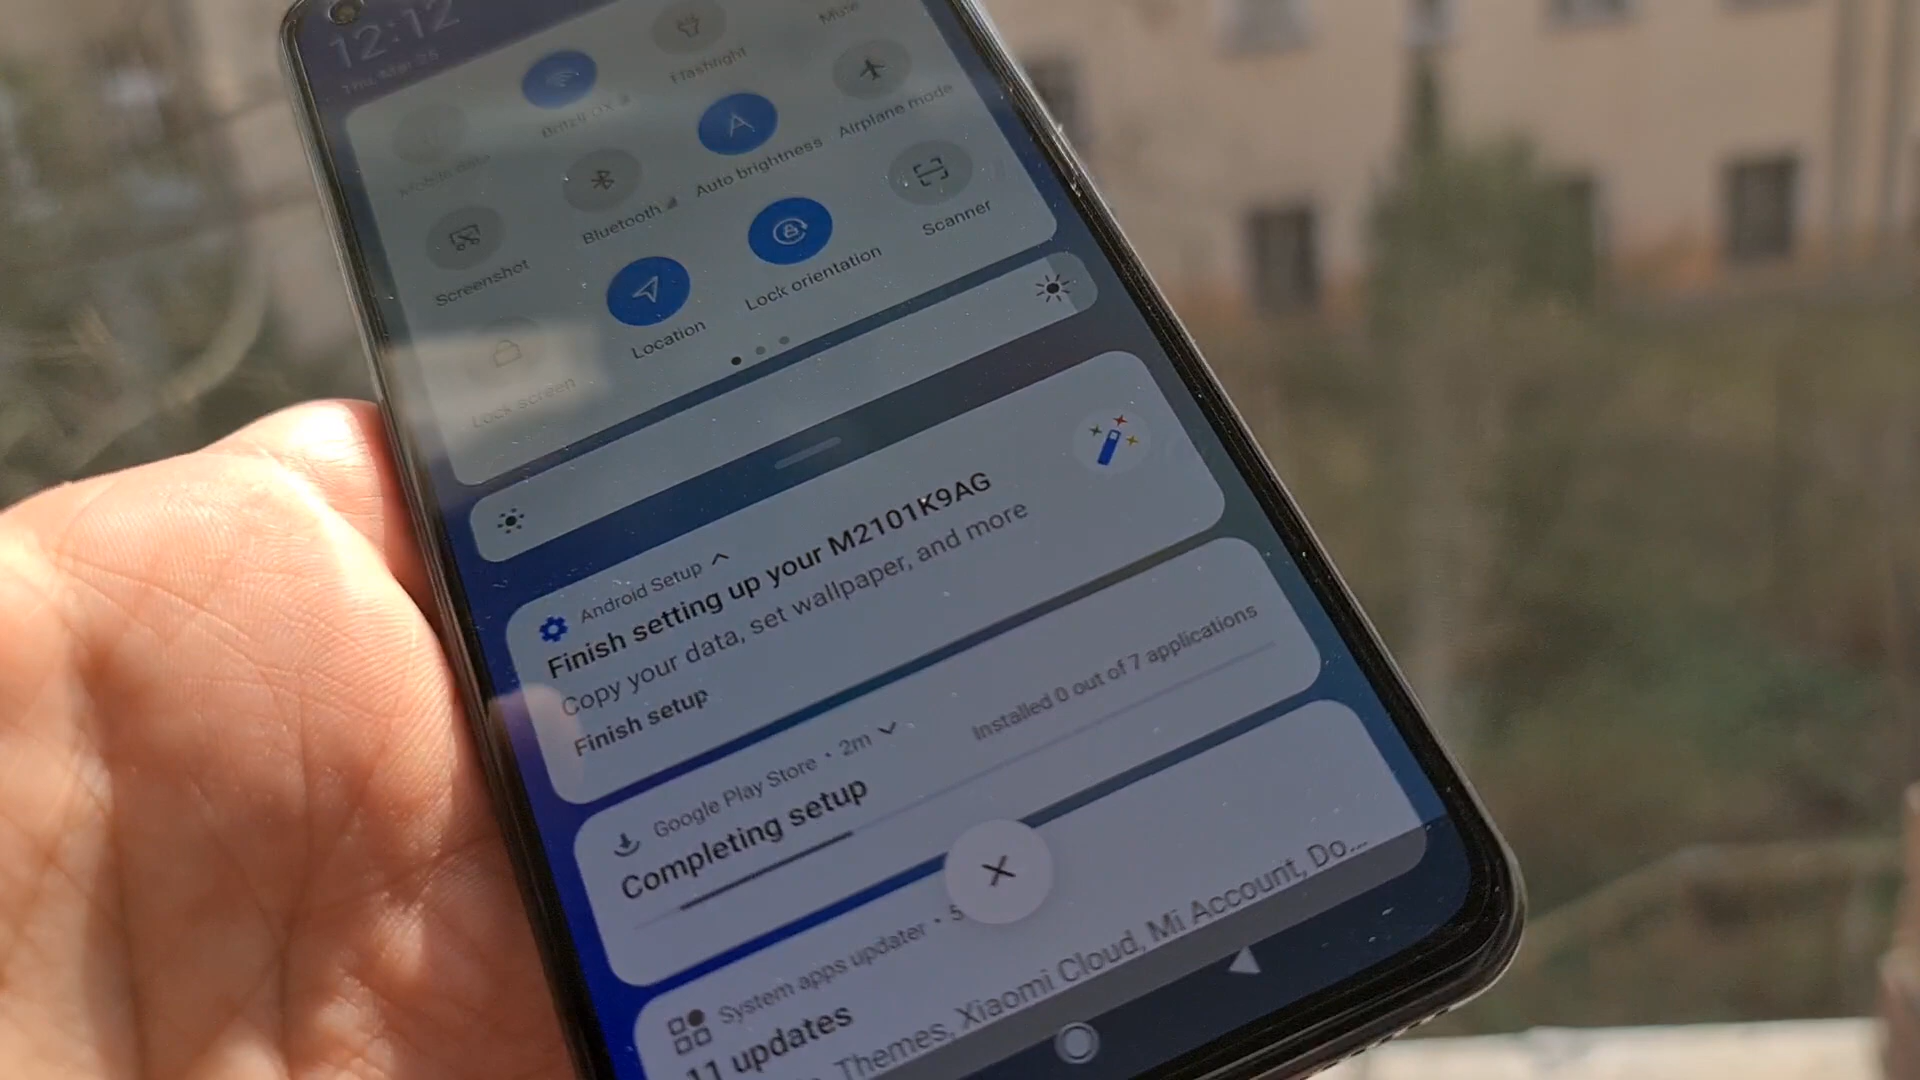 12:12
Thu, Mar 25
Mute
Flashlight
Airplane mode
Auto brightness
Mobile data
Bluetooth
Scanner
Lock orientation
Screenshot
Location
Lock screen
Android Setup
Finish setting up your M2101K9AG
Copy your data, set wallpaper, and more
Finish setup
Google Play Store • 2m
Installed 0 out of 7 applications
Completing setup
System apps updater • 5
11 updates
Themes, Xiaomi Cloud, Mi Account, Do...